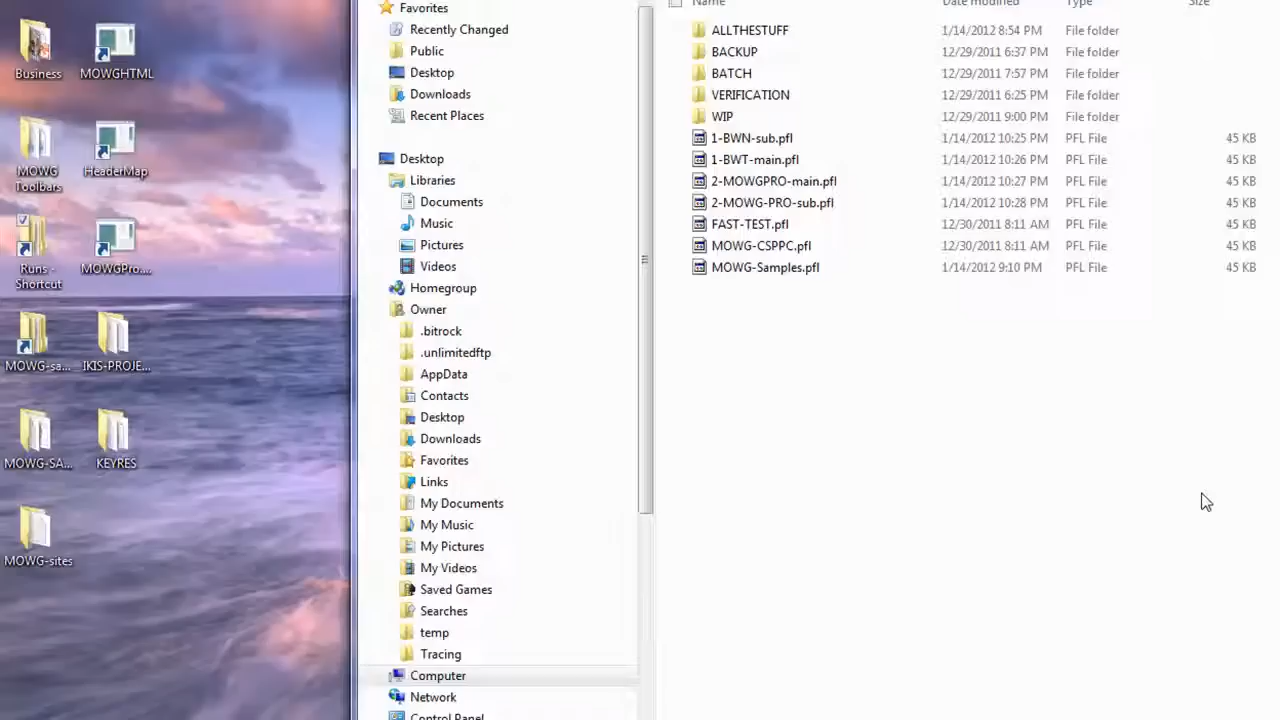 Business
MOWGHTML
MOWG
Toolbars
HeaderMap
Runs -
Shortcut
MOWGPro....
MOWG-sa...
IKIS-PROJE...
MOWG-SA...
KEYRES
MOWG-sites
Favorites
Recently Changed
Public
Desktop
Downloads
Recent Places
Desktop
Libraries
Documents
Music
Pictures
Videos
Homegroup
Owner
.bitrock
.unlimitedftp
AppData
Contacts
Desktop
Downloads
Favorites
Links
My Documents
My Music
My Pictures
My Videos
Saved Games
Searches
temp
Tracing
Computer
Network
Control Panel
Name Date modified Type Size
ALLTHESTUFF 1/14/2012 8:54 PM File folder
BACKUP 12/29/2011 6:37 PM File folder
BATCH 12/29/2011 7:57 PM File folder
VERIFICATION 12/29/2011 6:25 PM File folder
WIP 12/29/2011 9:00 PM File folder
1-BWN-sub.pfl 1/14/2012 10:25 PM PFL File 45 KB
1-BWT-main.pfl 1/14/2012 10:26 PM PFL File 45 KB
2-MOWGPRO-main.pfl 1/14/2012 10:27 PM PFL File 45 KB
2-MOWG-PRO-sub.pfl 1/14/2012 10:28 PM PFL File 45 KB
FAST-TEST.pfl 12/30/2011 8:11 AM PFL File 45 KB
MOWG-CSPPC.pfl 12/30/2011 8:11 AM PFL File 45 KB
MOWG-Samples.pfl 1/14/2012 9:10 PM PFL File 45 KB